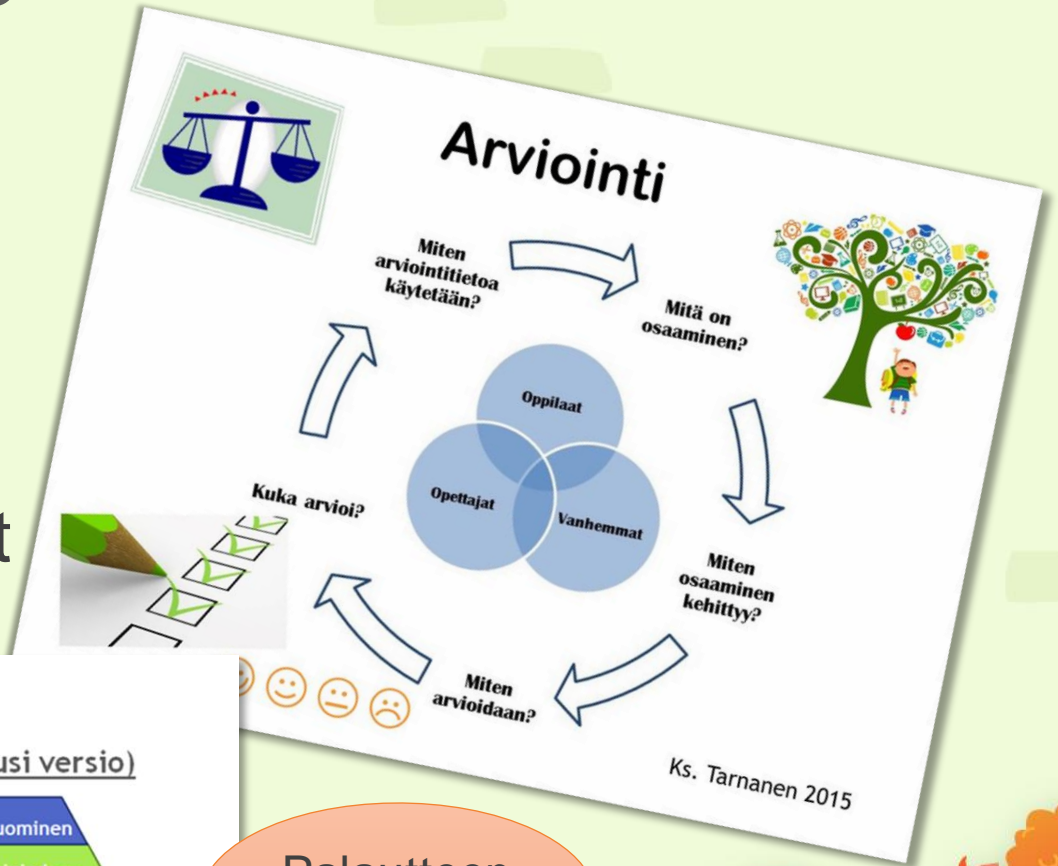 Arviointi
Miten
arviointitietoa
käytetään?
Mitä on
osaaminen?
Oppilaat
Opettajat
Vanhemmat
Kuka arvioi?
Miten
osaaminen
kehittyy?
Miten
arvioidaan?
Ks. Tarnanen 2015
t
usi versio)
uominen
Palautteen